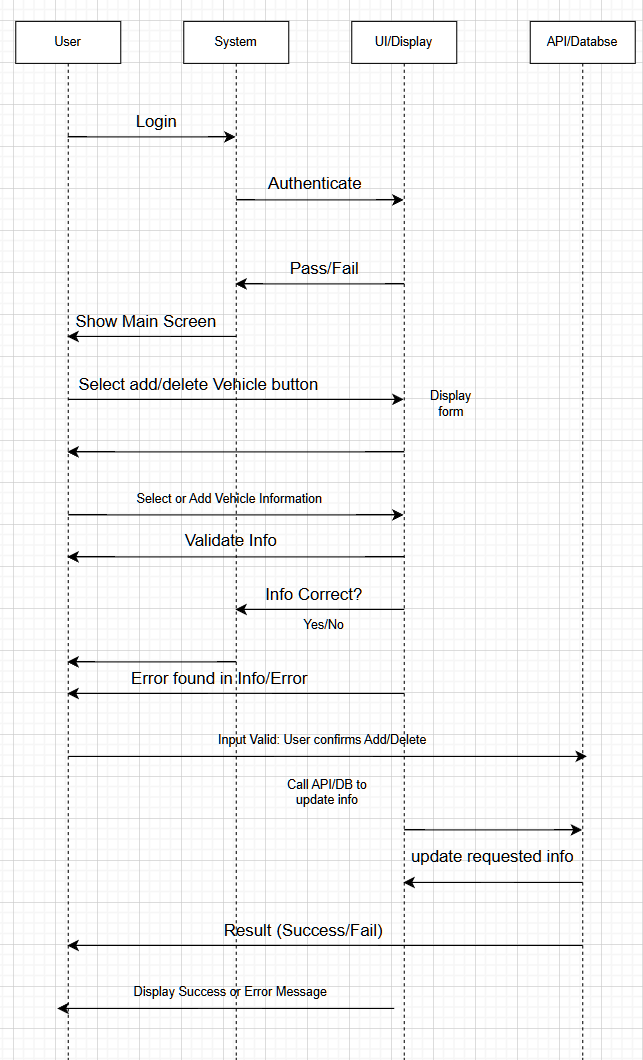 User
System
UI/Display
API/Databse
Login
Authenticate
Pass/Fail
Show Main Screen
Select add/delete Vehicle button
Display
form
Select or Add Vehicle Information
Validate Info
Info Correct?
Yes/No
Error found in Info/Error
Input Valid: User confirms Add/Delete
Call API/DB to
update info
update requested info
Result (Success/Fail)
Display Success or Error Message